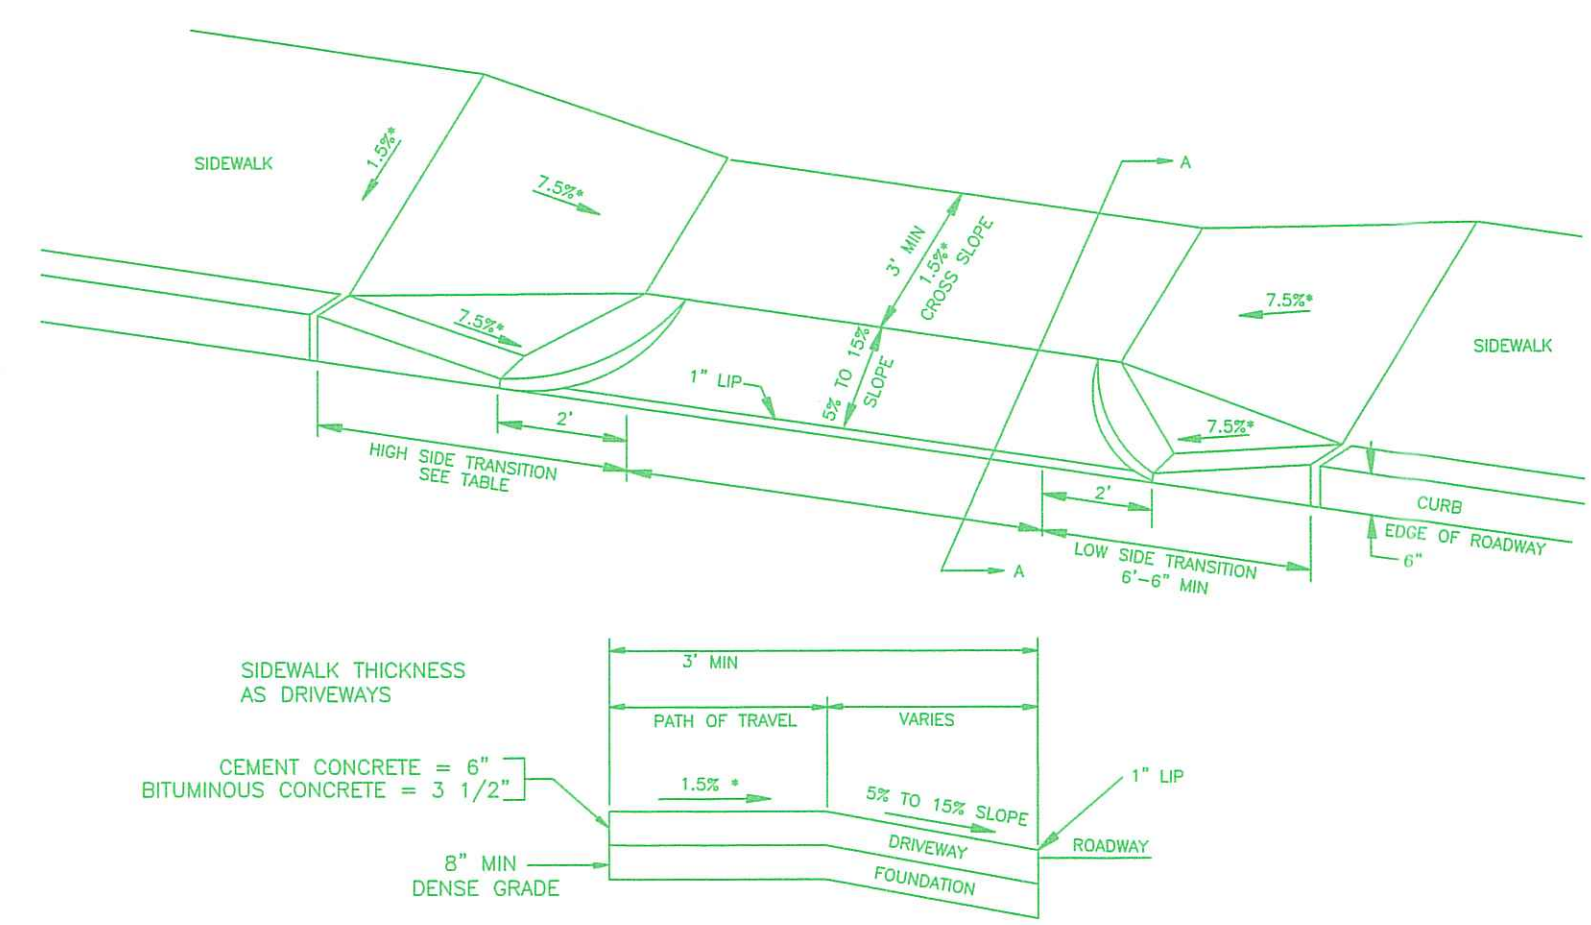 SIDEWALK
1.5%*
7.5%*
A
3' MIN
1.5%*
CROSS SLOPE
7.5%*
SIDEWALK
7.5%*
1" LIP
5% TO 15%
SLOPE
7.5%*
2'
HIGH SIDE TRANSITION
SEE TABLE
2'
CURB
EDGE OF ROADWAY
6"
LOW SIDE TRANSITION
6'-6" MIN
A
3' MIN
SIDEWALK THICKNESS
AS DRIVEWAYS
PATH OF TRAVEL
VARIES
CEMENT CONCRETE = 6"
BITUMINOUS CONCRETE = 3 1/2"
1.5% *
5% TO 15% SLOPE
1" LIP
DRIVEWAY
ROADWAY
8" MIN
DENSE GRADE
FOUNDATION